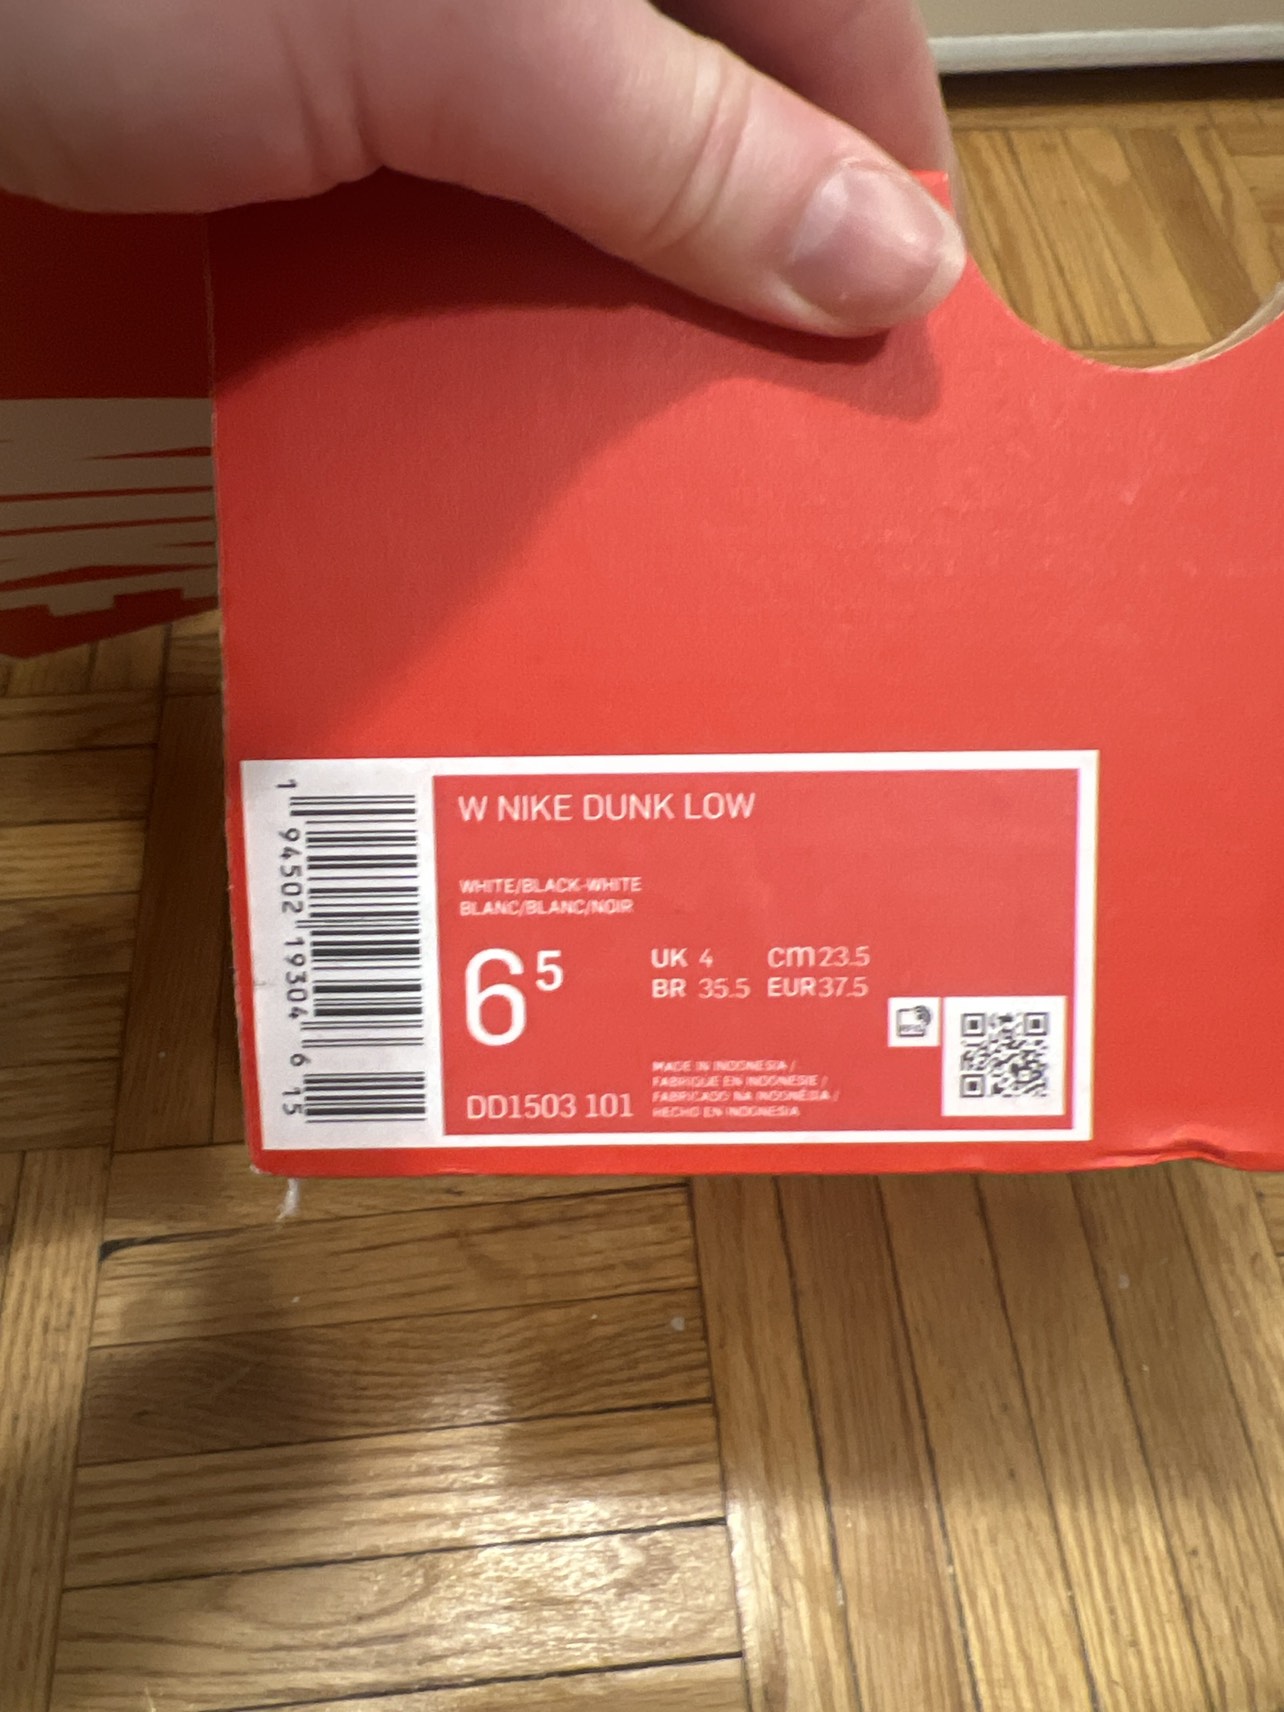 W NIKE DUNK LOW
WHITE/BLACK-WHITE
BLANC/BLANC/NOIR
6 5
UK 4 cm 23.5
BR 35.5 EUR 37.5
DD1503 101
MADE IN INDONESIA /
FABRIQUE EN INDONESIE /
FABRICADO NA INDONÉSIA /
HECHO EN INDONESIA
1 94502 19304 6 15